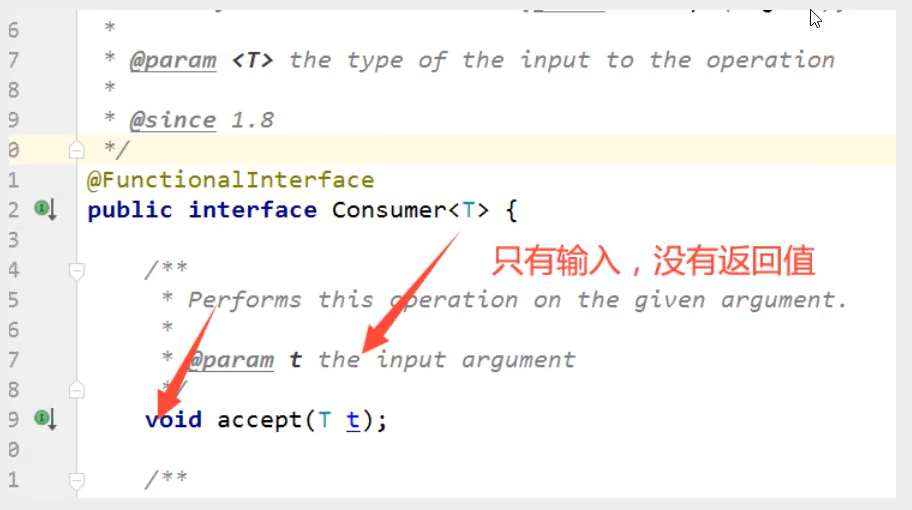 6 *
7 * @param <T> the type of the input to the operation
8 *
9 * @since 1.8
0 */
1 @FunctionalInterface
2 public interface Consumer<T> {
3
只有输入，没有返回值
4 /**
5 * Performs this operation on the given argument.
6 *
7 * @param t the input argument
8 */
9 void accept(T t);
0
1 /**